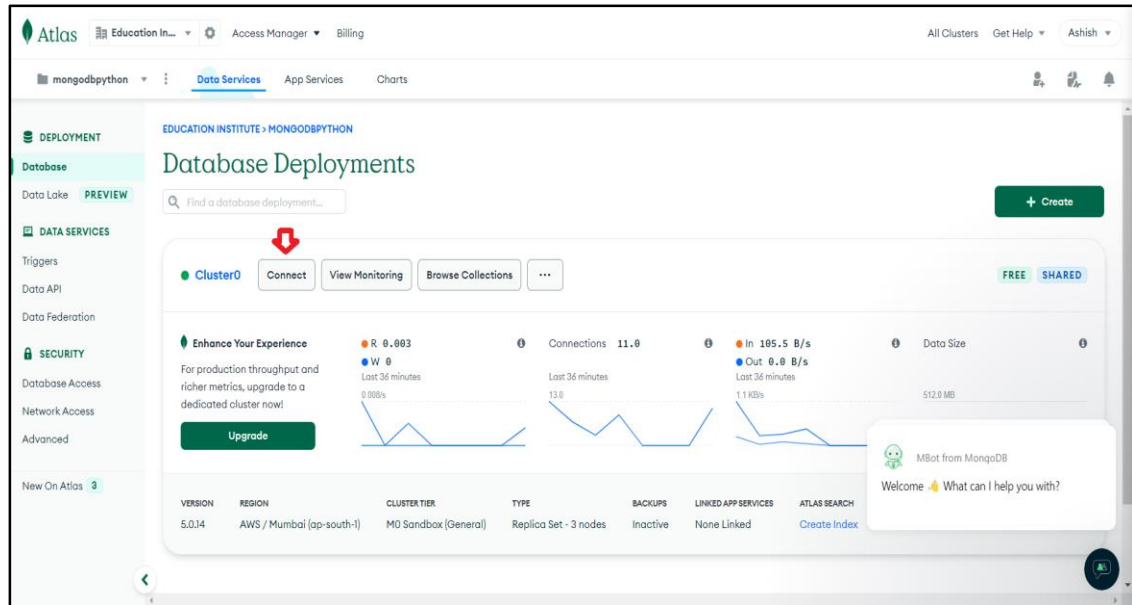 Atlas
Education In...
Access Manager
Billing
All Clusters
Get Help
Ashish
mongodbpython
Data Services
App Services
Charts
DEPLOYMENT
Database
Data Lake PREVIEW
DATA SERVICES
Triggers
Data API
Data Federation
SECURITY
Database Access
Network Access
Advanced
New On Atlas 3
EDUCATION INSTITUTE > MONGODBPYTHON
Database Deployments
Find a database deployment...
+ Create
Cluster0
Connect
View Monitoring
Browse Collections
...
FREE
SHARED
Enhance Your Experience
For production throughput and
richer metrics, upgrade to a
dedicated cluster now!
Upgrade
R 0.003
W 0
Last 36 minutes
0.008/s
Connections 11.0
Last 36 minutes
13.0
In 105.5 B/s
Out 0.0 B/s
Last 36 minutes
1.1 KB/s
Data Size
512.0 MB
MBot from MongoDB
Welcome 👋 What can I help you with?
VERSION
5.0.14
REGION
AWS / Mumbai (ap-south-1)
CLUSTER TIER
M0 Sandbox (General)
TYPE
Replica Set - 3 nodes
BACKUPS
Inactive
LINKED APP SERVICES
None Linked
ATLAS SEARCH
Create Index